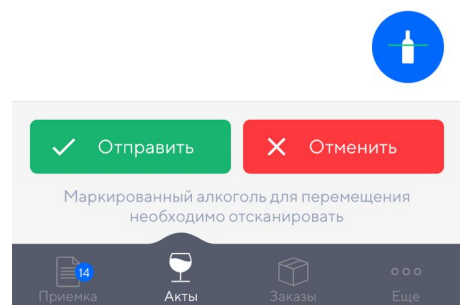 Отправить
Отменить
Маркированный алкоголь для перемещения
необходимо отсканировать
14
Приемка
Акты
Заказы
Еще